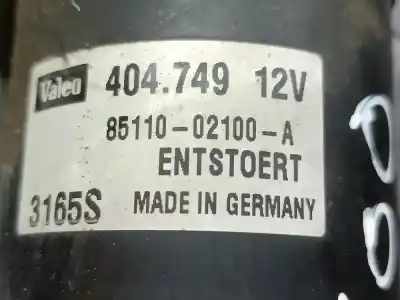 Valeo 404.749 12V
85110-02100-A
ENTSTOERT
3165S MADE IN GERMANY